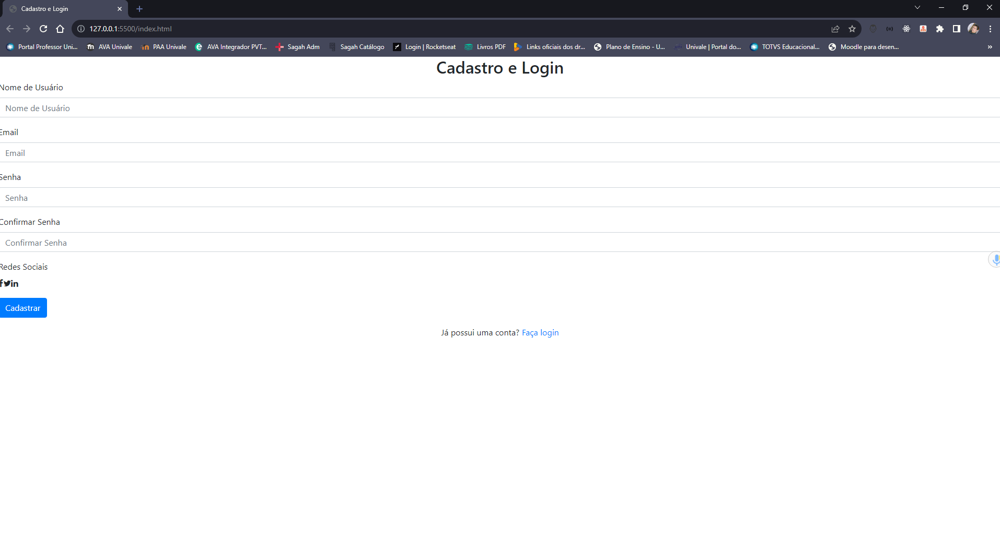 Cadastro e Login
127.0.0.1:5500/index.html
Portal Professor Uni... AVA Univale PAA Univale AVA Integrador PVT... Sagah Adm Sagah Catálogo Login | Rocketseat Livros PDF Links oficiais dos dr... Plano de Ensino - U... Univale | Portal do... TOTVS Educacional... Moodle para desen... »
Cadastro e Login
Nome de Usuário
Nome de Usuário
Email
Email
Senha
Senha
Confirmar Senha
Confirmar Senha
Redes Sociais
Cadastrar
Já possui uma conta? Faça login